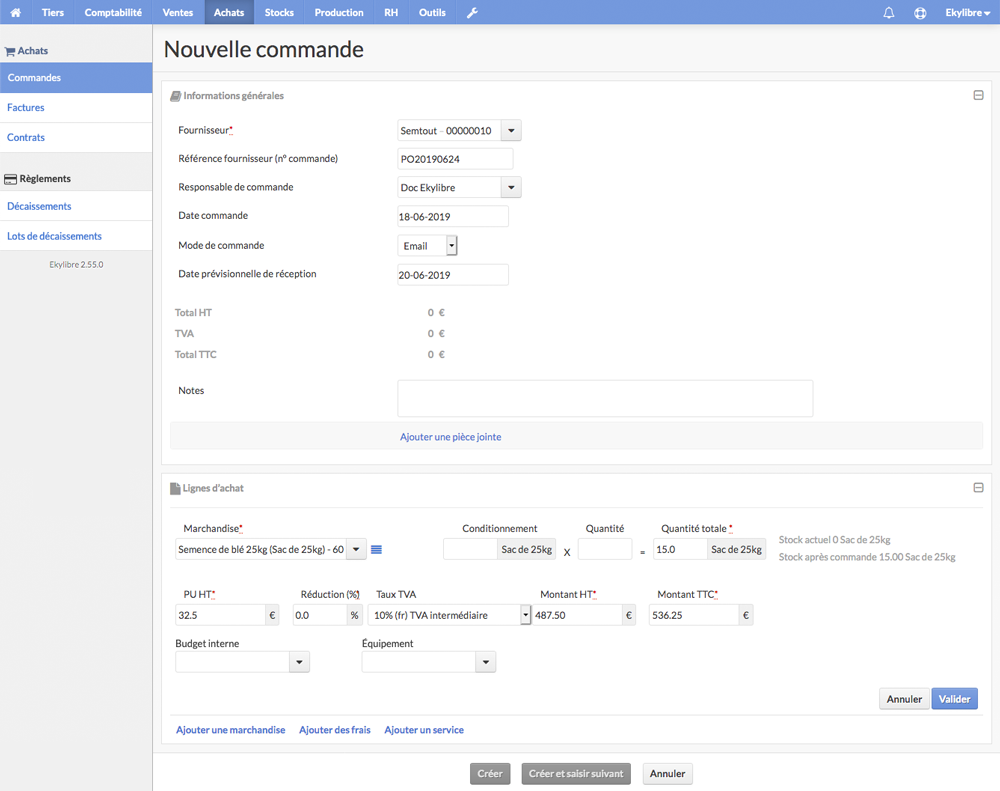 Tiers Comptabilité Ventes Achats Stocks Production RH Outils Ekylibre
Achats
Commandes
Factures
Contrats
Règlements
Décaissements
Lots de décaissements
Ekylibre 2.55.0
Nouvelle commande
Informations générales
Fournisseur* Semtout - 00000010
Référence fournisseur (n° commande) PO20190624
Responsable de commande Doc Ekylibre
Date commande 18-06-2019
Mode de commande Email
Date prévisionnelle de réception 20-06-2019
Total HT 0 €
TVA 0 €
Total TTC 0 €
Notes
Ajouter une pièce jointe
Lignes d'achat
Marchandise* Conditionnement Quantité Quantité totale *
Semence de blé 25kg (Sac de 25kg) - 60 Sac de 25kg X = 15.0 Sac de 25kg
Stock actuel 0 Sac de 25kg
Stock après commande 15.00 Sac de 25kg
PU HT* Réduction (%) Taux TVA Montant HT* Montant TTC*
32.5 € 0.0 % 10% (fr) TVA intermédiaire 487.50 € 536.25 €
Budget interne Équipement
Annuler Valider
Ajouter une marchandise Ajouter des frais Ajouter un service
Créer Créer et saisir suivant Annuler